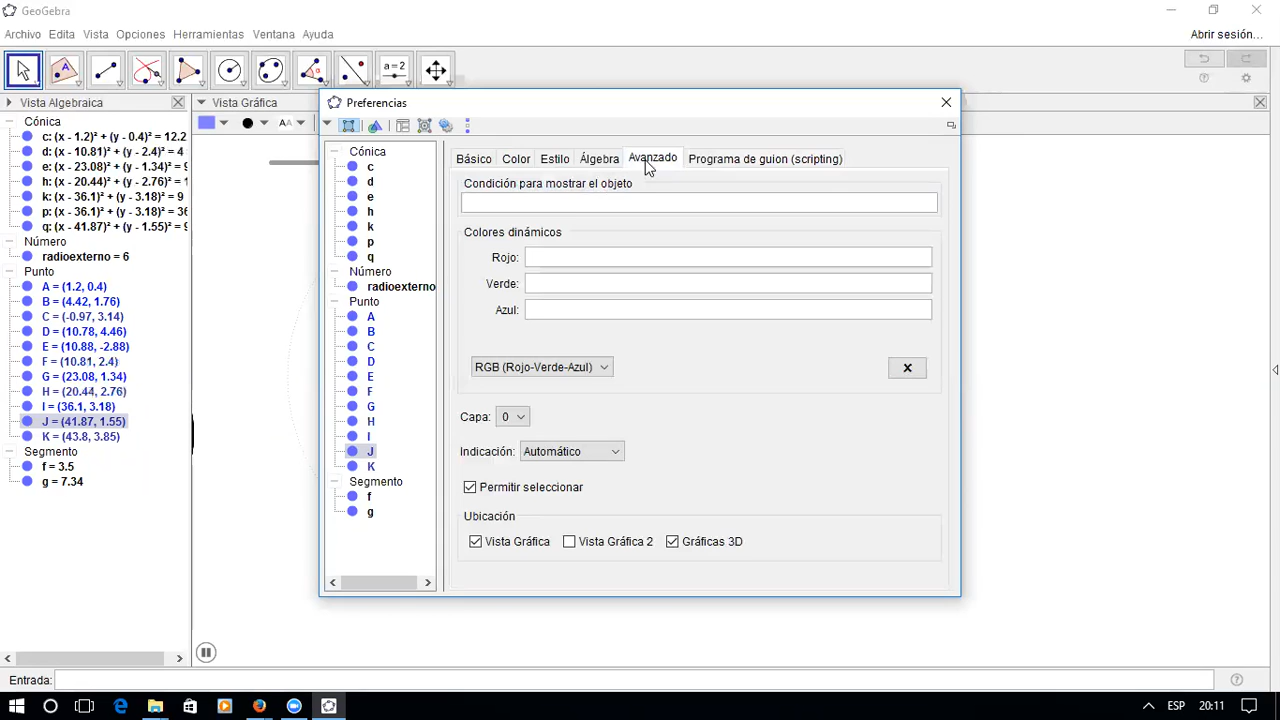 GeoGebra
Archivo Edita Vista Opciones Herramientas Ventana Ayuda
Abrir sesión...
a = 2
Vista Algebraica
Vista Gráfica
Cónica
c: (x - 1.2)² + (y - 0.4)² = 12.2
d: (x - 10.81)² + (y - 2.4)² = 4
e: (x - 23.08)² + (y - 1.34)² =
h: (x - 20.44)² + (y - 2.76)² = 1
k: (x - 36.1)² + (y - 3.18)² = 9
p: (x - 36.1)² + (y - 3.18)² = 36
q: (x - 41.87)² + (y - 1.55)² = 9
Número
radioexterno = 6
Punto
A = (1.2, 0.4)
B = (4.42, 1.76)
C = (-0.97, 3.14)
D = (10.78, 4.46)
E = (10.77, -2.88)
F = (10.81, 2.4)
G = (23.08, 1.34)
H = (20.44, 2.76)
I = (36.1, 3.18)
J = (41.87, 1.55)
K = (43.8, 3.85)
Segmento
f = 3.5
g = 7.34
AA
Preferencias
Cónica
c
d
e
h
k
p
q
Número
radioexterno
Punto
A
B
C
D
E
F
G
H
I
J
K
Segmento
f
g
Básico Color Estilo Álgebra Avanzado Programa de guion (scripting)
Condición para mostrar el objeto
Colores dinámicos
Rojo:
Verde:
Azul:
RGB (Rojo-Verde-Azul)
Capa: 0
Indicación: Automático
Permitir seleccionar
Ubicación
Vista Gráfica Vista Gráfica 2 Gráficas 3D
Entrada:
ESP 20:11